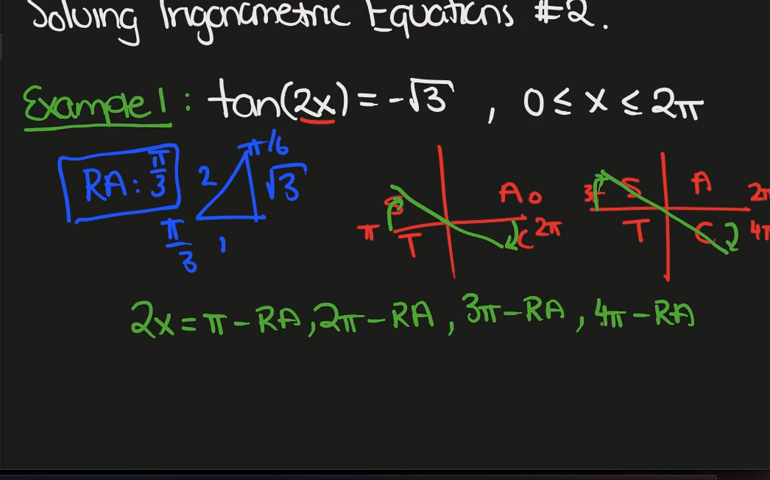 Solving Trigonometric Equations #2.
Example 1 : tan(2x) = -√3 , 0 ≤ x ≤ 2π
RA: π/3
2
π/6
√3
π/3
1
S
A
0
π
T
C
2π
S
A
2π
T
C
4π
2x = π - RA, 2π - RA, 3π - RA, 4π - RA